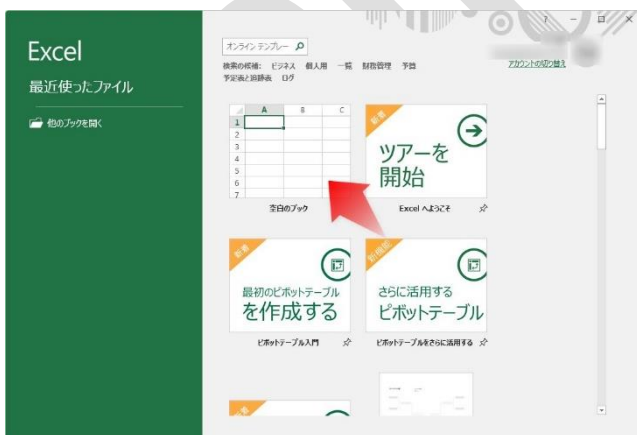 Excel
最近使ったファイル
他のブックを開く
オンライン テンプレー
検索の候補: ビジネス 個人用 一覧 財務管理 予算
予定表と追跡表 ログ
アカウントの切り替え
A B C
1
2
3
4
5
6
7
空白のブック
新着
ツアーを
開始
Excel へようこそ
新着
最初のピボットテーブル
を作成する
ピボットテーブル入門
新機能
さらに活用する
ピボットテーブル
ピボットテーブルをさらに活用する